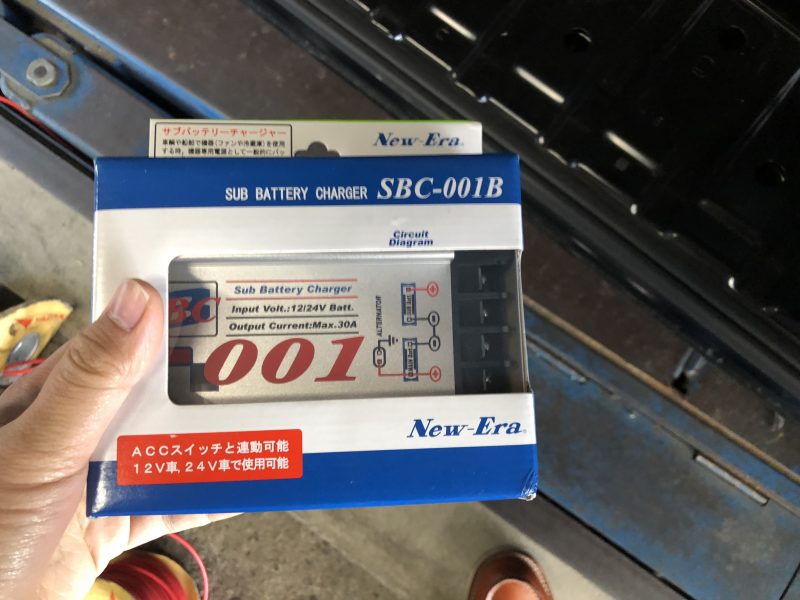 サブバッテリーチャージャー
車輌や船舶で機器(ファンや冷蔵庫)を使用
する時、機器専用電源として一般的にバッ
New-Era
SUB BATTERY CHARGER SBC-001B
Circuit
Diagram
BC
Sub Battery Charger
Input Volt.:12/24V Batt.
Output Current:Max.30A
-001
ALTERNATOR
New-Era
ACCスイッチと連動可能
12V車,24V車で使用可能